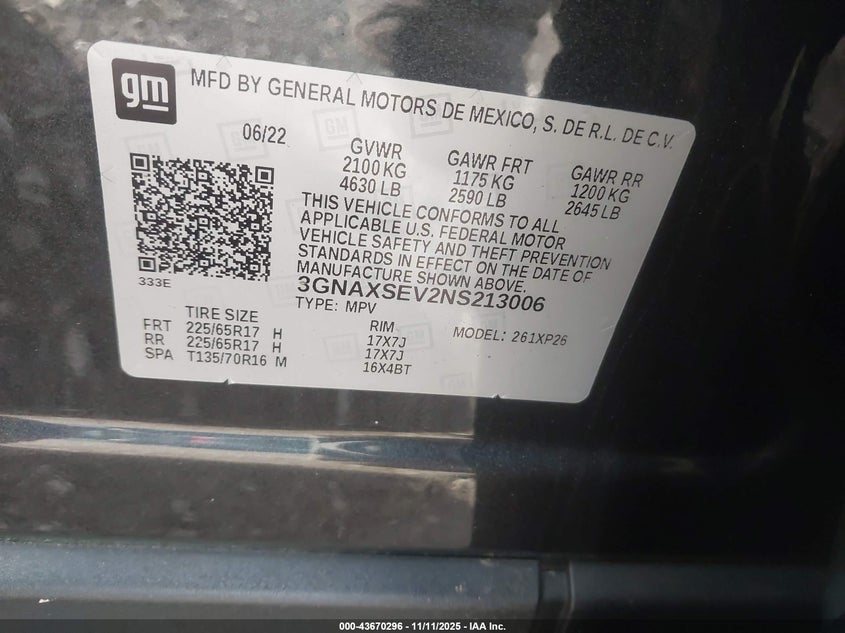 gm
MFD BY GENERAL MOTORS DE MEXICO, S. DE R.L. DE C.V.
06/22
GVWR GAWR FRT GAWR RR
2100 KG 1175 KG 1200 KG
4630 LB 2590 LB 2645 LB
THIS VEHICLE CONFORMS TO ALL
APPLICABLE U.S. FEDERAL MOTOR
VEHICLE SAFETY AND THEFT PREVENTION
STANDARDS IN EFFECT ON THE DATE OF
MANUFACTURE SHOWN ABOVE.
333E
3GNAXSEV2NS213006
TYPE: MPV
MODEL: 261XP26
TIRE SIZE RIM
FRT 225/65R17 H 17X7J
RR 225/65R17 H 17X7J
SPA T135/70R16 M 16X4BT
000-43670296 - 11/11/2025 - IAA Inc.